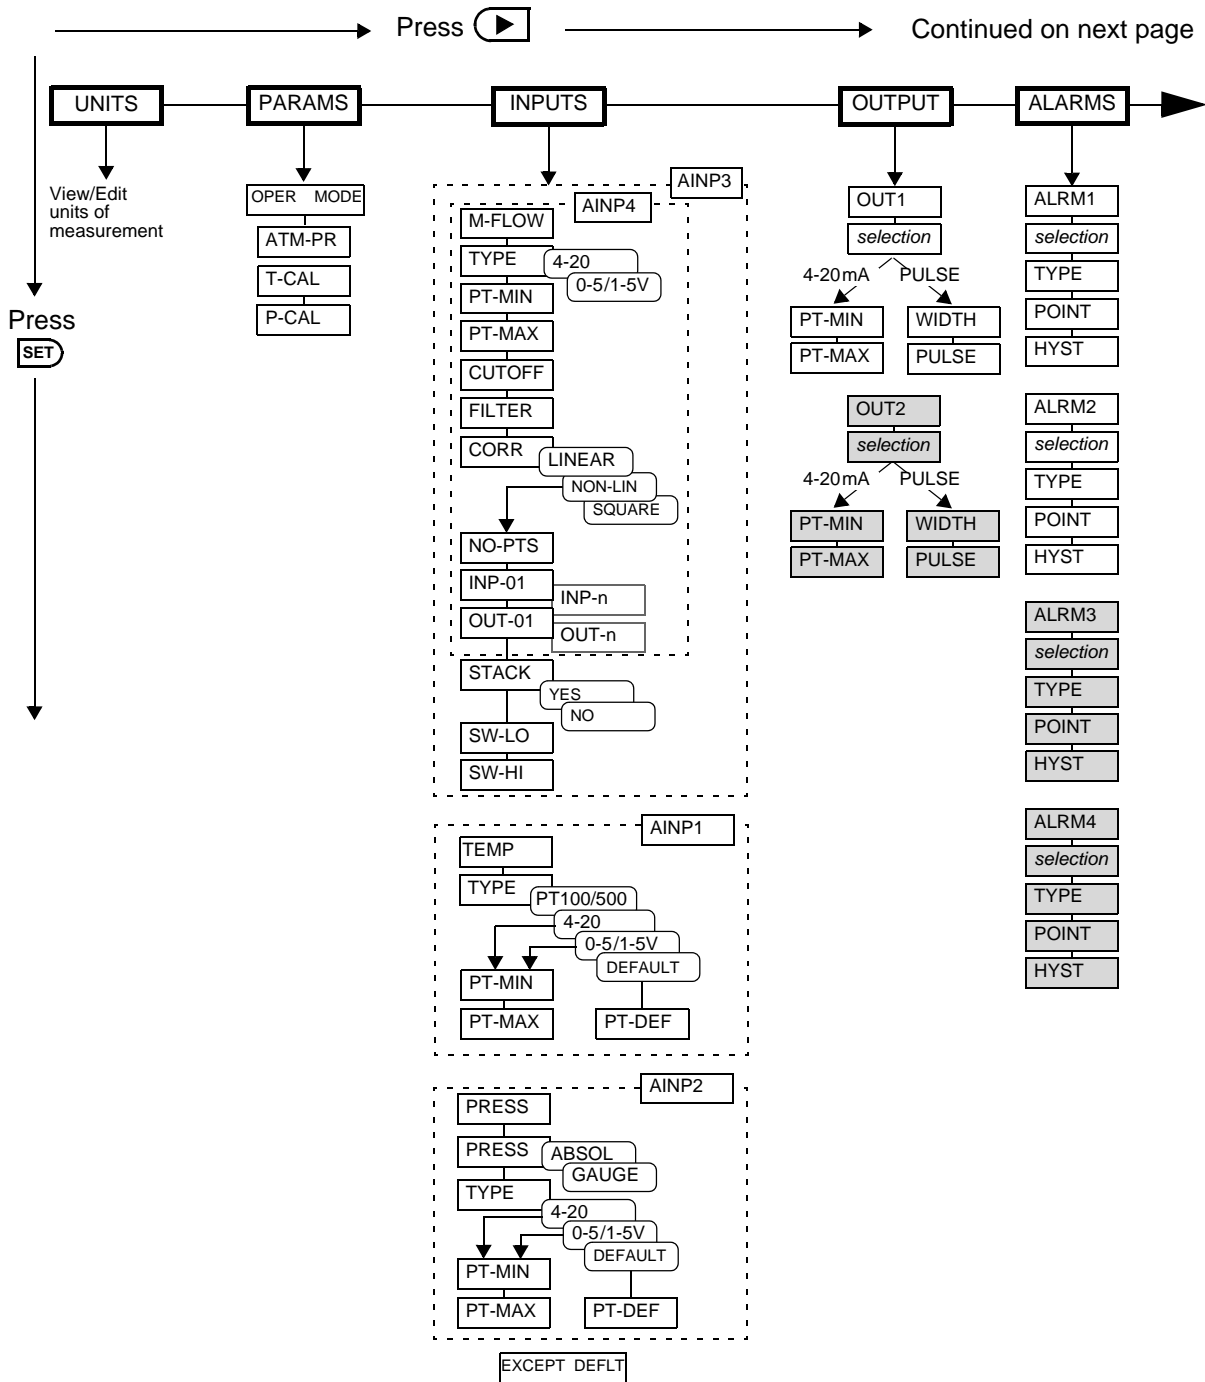 Press
Continued on next page
UNITS
PARAMS
INPUTS
OUTPUT
ALARMS
View/Edit
units of
measurement
Press
SET
OPER MODE
ATM-PR
T-CAL
P-CAL
AINP3
AINP4
M-FLOW
TYPE
4-20
0-5/1-5V
PT-MIN
PT-MAX
CUTOFF
FILTER
CORR
LINEAR
NON-LIN
SQUARE
NO-PTS
INP-01
INP-n
OUT-01
OUT-n
STACK
YES
NO
SW-LO
SW-HI
AINP1
TEMP
TYPE
PT100/500
4-20
0-5/1-5V
DEFAULT
PT-MIN
PT-MAX
PT-DEF
AINP2
PRESS
PRESS
ABSOL
GAUGE
TYPE
4-20
0-5/1-5V
DEFAULT
PT-MIN
PT-MAX
PT-DEF
EXCEPT DEFLT
OUT1
selection
4-20mA PULSE
PT-MIN WIDTH
PT-MAX PULSE
OUT2
selection
4-20mA PULSE
PT-MIN WIDTH
PT-MAX PULSE
ALRM1
selection
TYPE
POINT
HYST
ALRM2
selection
TYPE
POINT
HYST
ALRM3
selection
TYPE
POINT
HYST
ALRM4
selection
TYPE
POINT
HYST